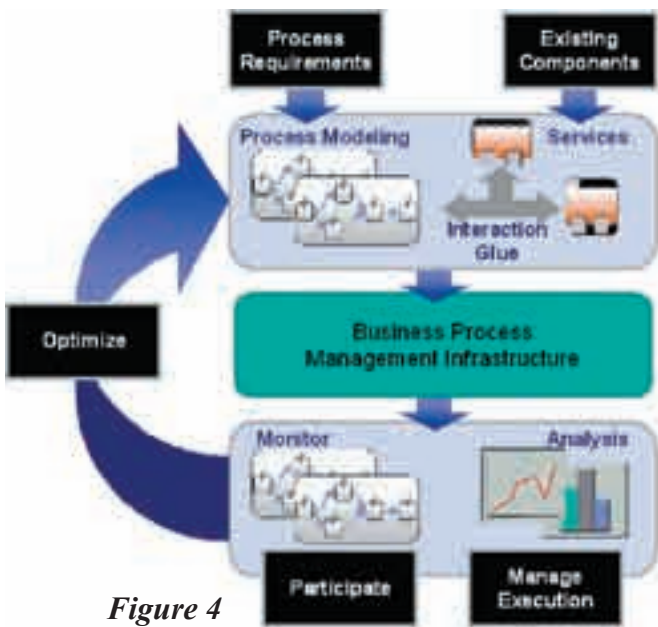 Process
Requirements
Existing
Components
Process Modeling
Services
Interaction
Glue
Optimize
Business Process
Management Infrastructure
Monitor
Analysis
Participate
Manage
Execution
Figure 4